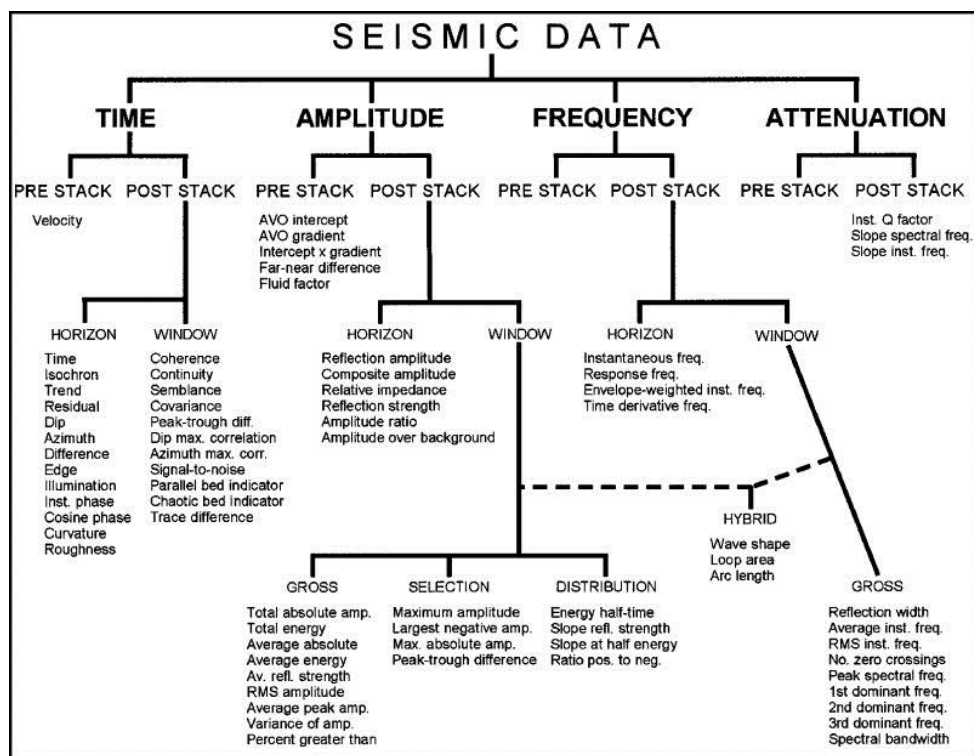 SEISMIC DATA
TIME
AMPLITUDE
FREQUENCY
ATTENUATION
PRE STACK
POST STACK
PRE STACK
POST STACK
PRE STACK
POST STACK
PRE STACK
POST STACK
Velocity
AVO intercept
AVO gradient
Intercept x gradient
Far-near difference
Fluid factor
Inst. Q factor
Slope spectral freq.
Slope inst. freq.
HORIZON
Time
Isochron
Trend
Residual
Dip
Azimuth
Difference
Edge
Illumination
Inst. phase
Cosine phase
Curvature
Roughness
WINDOW
Coherence
Continuity
Semblance
Covariance
Peak-trough diff.
Dip max. correlation
Azimuth max. corr.
Signal-to-noise
Parallel bed indicator
Chaotic bed indicator
Trace difference
HORIZON
Reflection amplitude
Composite amplitude
Relative impedance
Reflection strength
Amplitude ratio
Amplitude over background
WINDOW
HORIZON
Instantaneous freq.
Response freq.
Envelope-weighted inst. freq.
Time derivative freq.
WINDOW
HYBRID
Wave shape
Loop area
Arc length
GROSS
Total absolute amp.
Total energy
Average absolute
Average energy
Av. refl. strength
RMS amplitude
Average peak amp.
Variance of amp.
Percent greater than
SELECTION
Maximum amplitude
Largest negative amp.
Max. absolute amp.
Peak-trough difference
DISTRIBUTION
Energy half-time
Slope refl. strength
Slope at half energy
Ratio pos. to neg.
GROSS
Reflection width
Average inst. freq.
RMS inst. freq.
No. zero crossings
Peak spectral freq.
1st dominant freq.
2nd dominant freq.
3rd dominant freq.
Spectral bandwidth